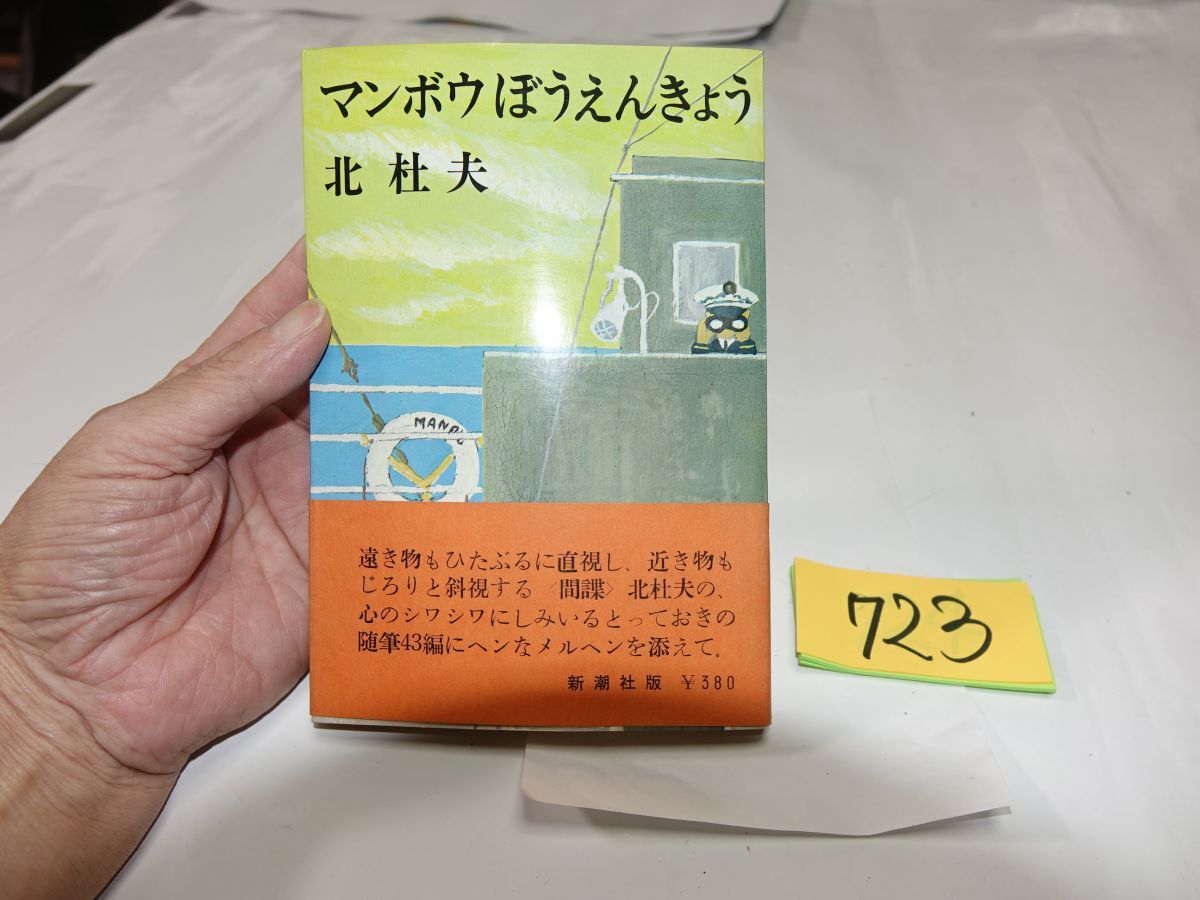 マンボウぼうえんきょう
北杜夫
MANBO
遠き物もひたぶるに直視し、近き物も
じろりと斜視する〈間諜〉北杜夫の、
心のシワシワにしみいるとっておきの
随筆43編にヘンなメルヘンを添えて。
新潮社版 ¥380
723